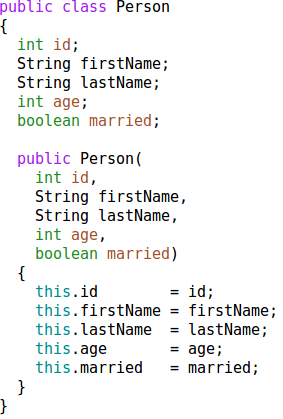 public class Person
{
  int id;
  String firstName;
  String lastName;
  int age;
  boolean married;

  public Person(
    int id,
    String firstName,
    String lastName,
    int age,
    boolean married)
  {
    this.id        = id;
    this.firstName = firstName;
    this.lastName  = lastName;
    this.age       = age;
    this.married   = married;
  }
}